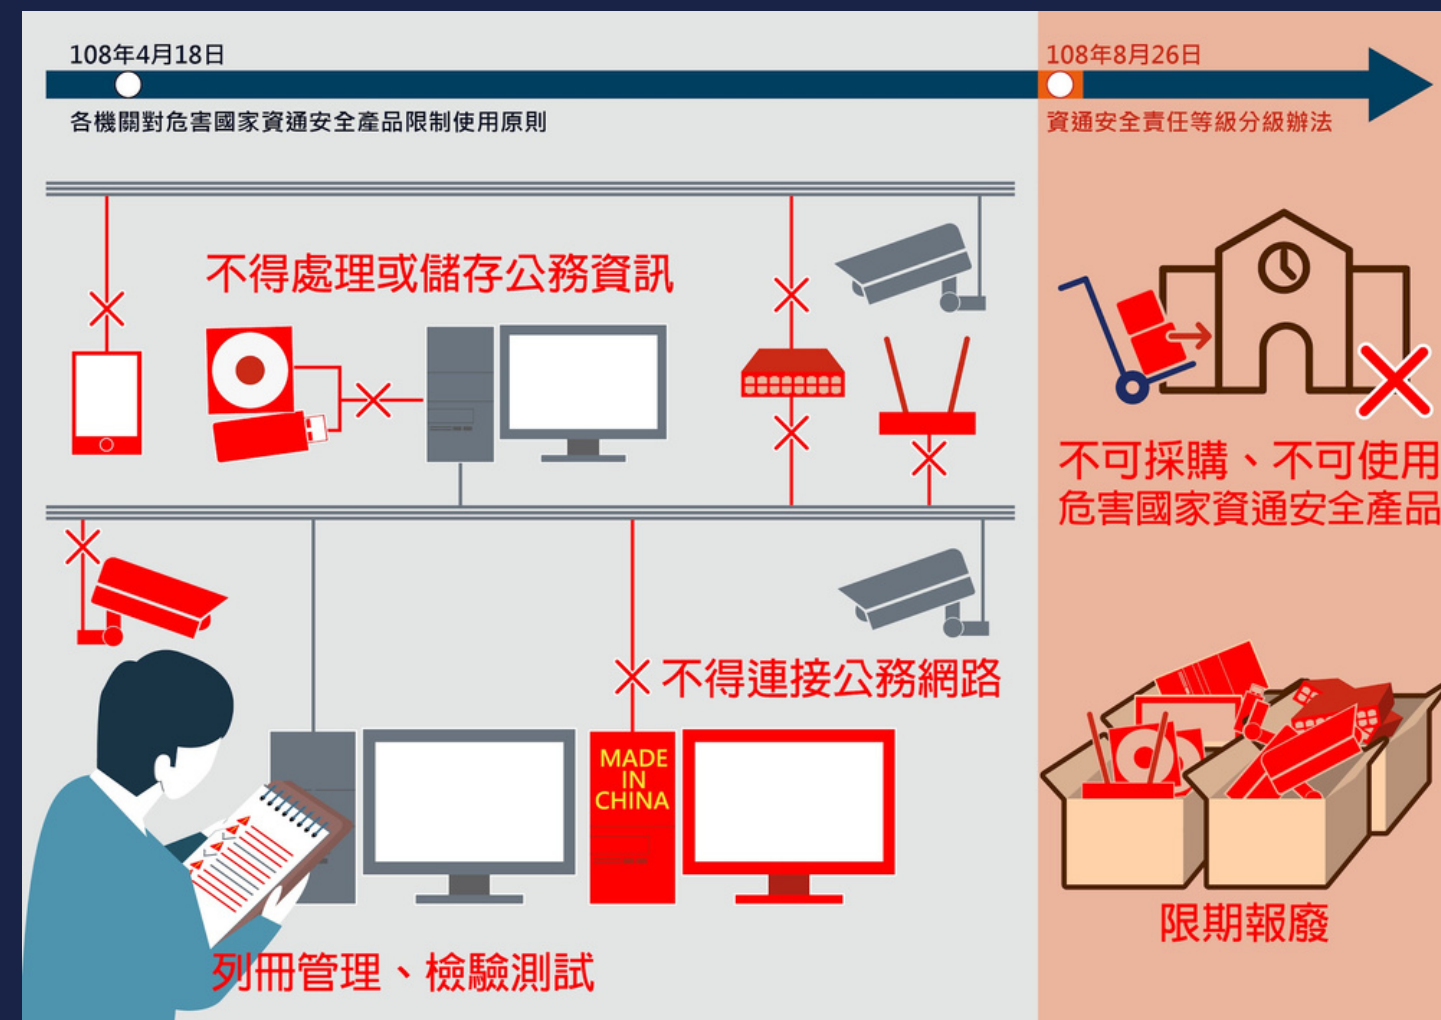 108年4月18日
108年8月26日
各機關對危害國家資通安全產品限制使用原則
資通安全責任等級分級辦法
不得處理或儲存公務資訊
不可採購、不可使用
危害國家資通安全產品
不得連接公務網路
MADE
IN
CHINA
限期報廢
列冊管理、檢驗測試